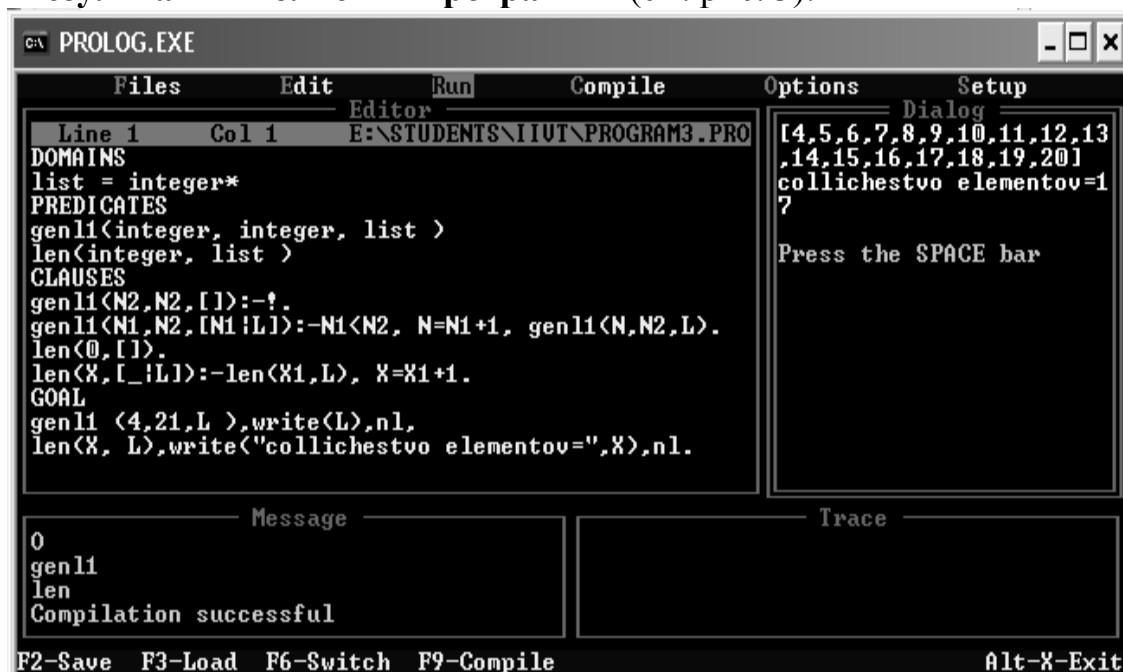 PROLOG.EXE
Files Edit Run Compile Options Setup
Editor
Line 1 Col 1 E:\STUDENTS\IIVT\PROGRAM3.PRO
DOMAINS
list = integer*
PREDICATES
genl1(integer, integer, list )
len(integer, list )
CLAUSES
genl1(N2,N2,[]):-!.
genl1(N1,N2,[N1|L]):-N1<N2, N=N1+1, genl1(N,N2,L).
len(0,[]).
len(X,[_|L]):-len(X1,L), X=X1+1.
GOAL
genl1 (4,21,L ),write(L),nl,
len(X, L),write("collichestvo elementov=",X),nl.
Dialog
[4,5,6,7,8,9,10,11,12,13
,14,15,16,17,18,19,20]
collichestvo elementov=1
7
Press the SPACE bar
Message
O
genl1
len
Compilation successful
Trace
F2-Save F3-Load F6-Switch F9-Compile Alt-X-Exit